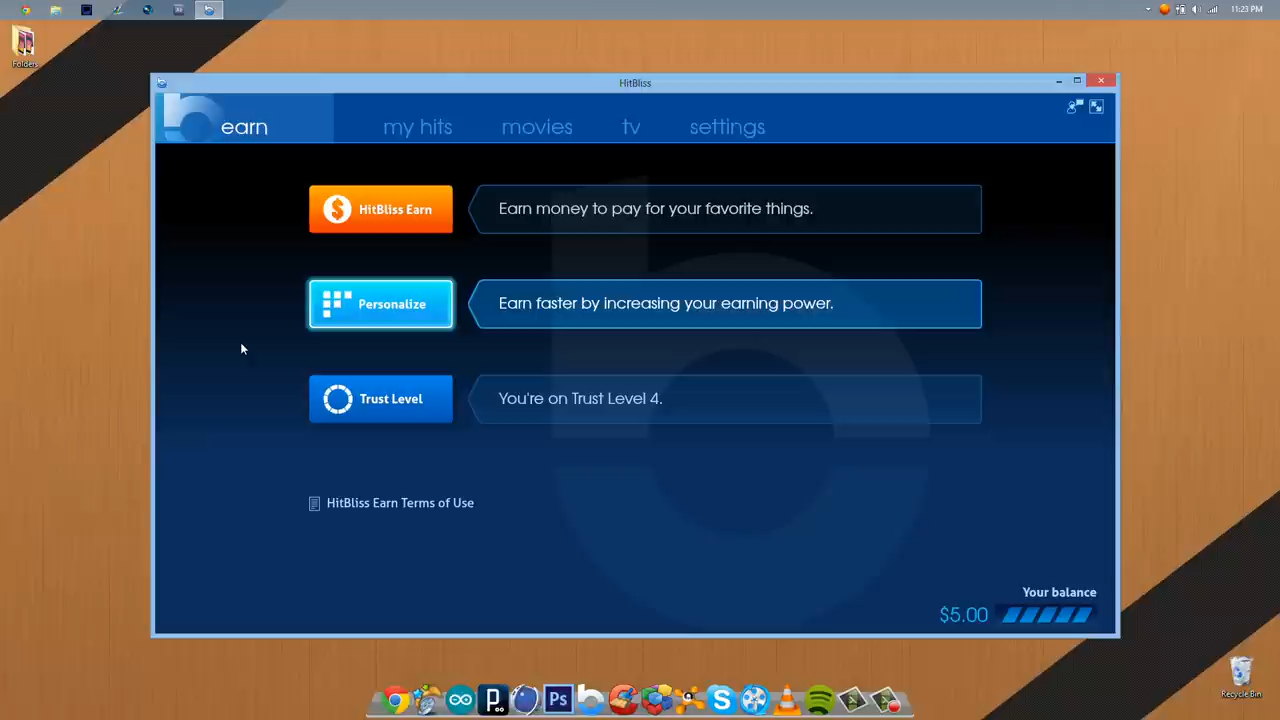 11:23 PM
Folders
HitBliss
earn
my hits
movies
tv
settings
HitBliss Earn
Earn money to pay for your favorite things.
Personalize
Earn faster by increasing your earning power.
Trust Level
You're on Trust Level 4.
HitBliss Earn Terms of Use
Your balance
$5.00
Ps
Recycle Bin